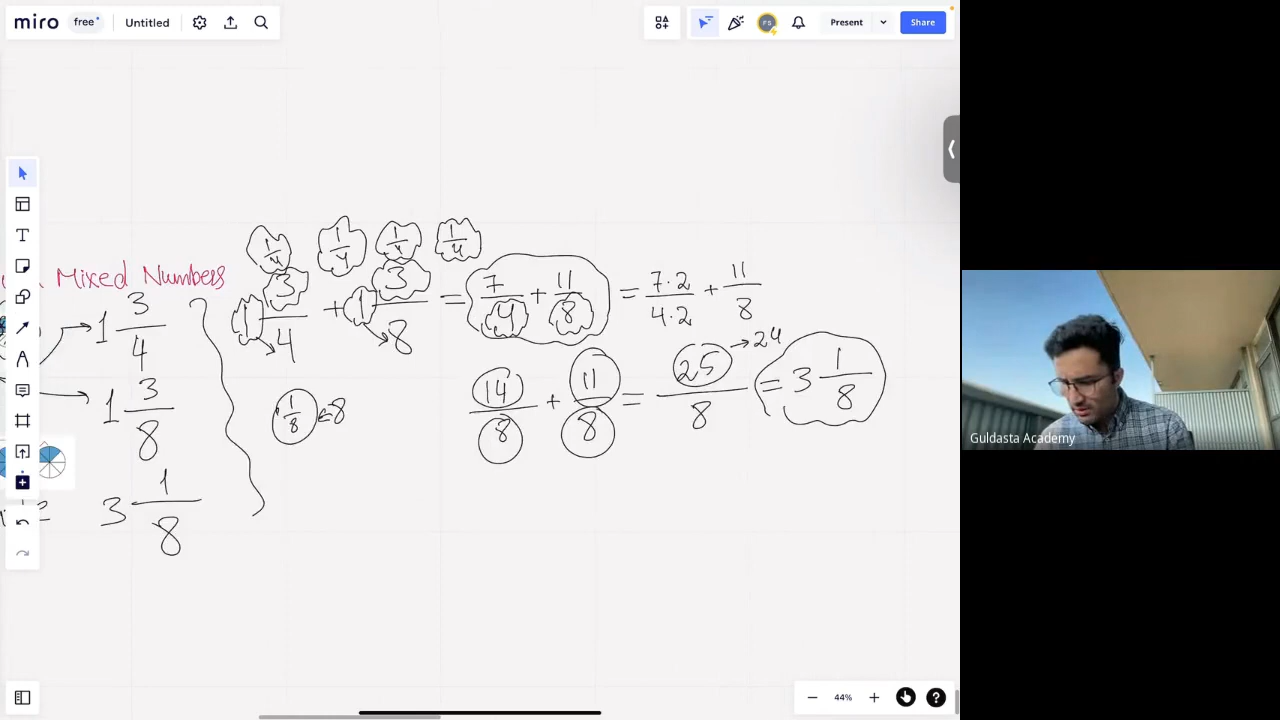 miro free Untitled Present Share
FS
1/4 1/4 1/4 1/4
Mixed Numbers
1 3/4
1 3/8
3 1/8
1 3/4 + 1 3/8 = 7/4 + 11/8 = 7·2/4·2 + 11/8
14/8 + 11/8 = 25/8 = 3 1/8
→24
1/8 ⇐8
Guldasta Academy
44%